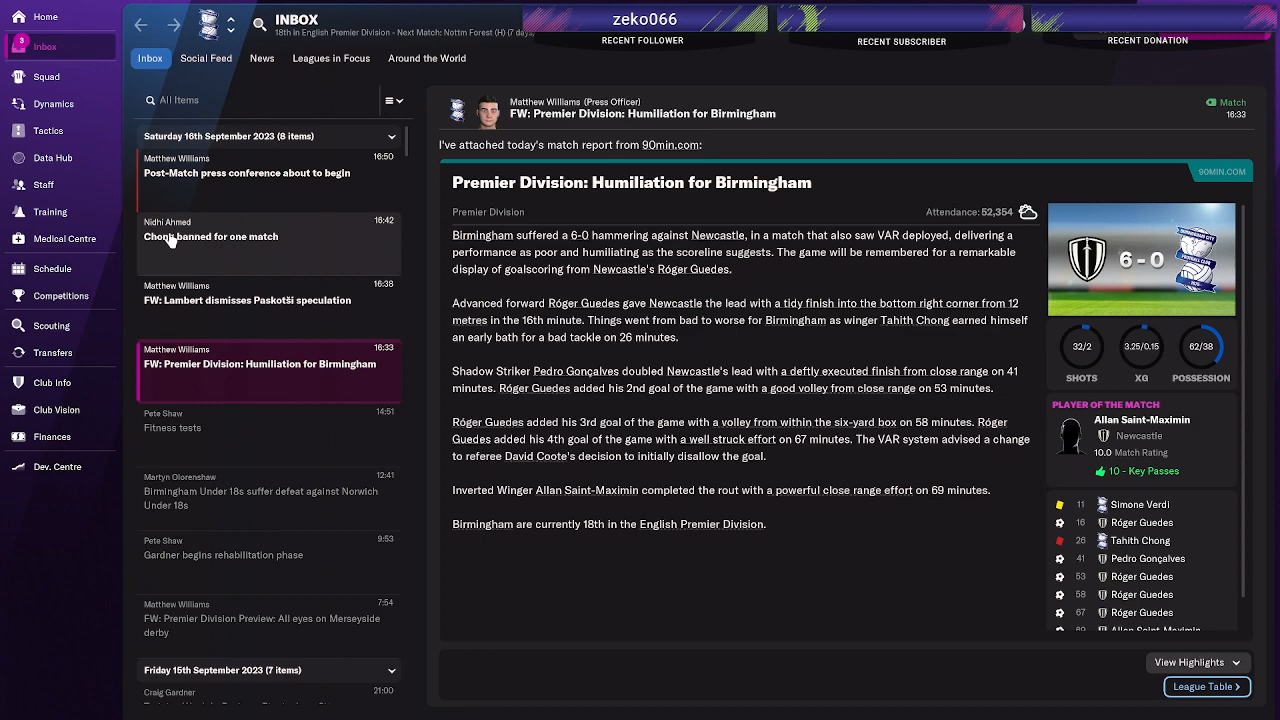 Home
3
Inbox
Squad
Dynamics
Tactics
Data Hub
Staff
Training
Medical Centre
Schedule
Competitions
Scouting
Transfers
Club Info
Club Vision
Finances
Dev. Centre
INBOX
18th in English Premier Division - Next Match: Nottm Forest (H) (7 days
zeko066
RECENT FOLLOWER
RECENT SUBSCRIBER
RECENT DONATION
Inbox
Social Feed
News
Leagues in Focus
Around the World
All Items
Saturday 16th September 2023 (8 items)
Matthew Williams 16:50
Post-Match press conference about to begin
Nidhi Ahmed 16:42
Chong banned for one match
Matthew Williams 16:38
FW: Lambert dismisses Paskotši speculation
Matthew Williams 16:33
FW: Premier Division: Humiliation for Birmingham
Pete Shaw 14:51
Fitness tests
Martyn Olorenshaw 12:41
Birmingham Under 18s suffer defeat against Norwich
Under 18s
Pete Shaw 9:53
Gardner begins rehabilitation phase
Matthew Williams 7:54
FW: Premier Division Preview: All eyes on Merseyside
derby
Friday 15th September 2023 (7 items)
Craig Gardner 21:00
Matthew Williams (Press Officer)
FW: Premier Division: Humiliation for Birmingham
Match
16:33
I've attached today's match report from 90min.com:
90MIN.COM
Premier Division: Humiliation for Birmingham
Premier Division
Attendance: 52,354
Birmingham suffered a 6-0 hammering against Newcastle, in a match that also saw VAR deployed, delivering a
performance as poor and humiliating as the scoreline suggests. The game will be remembered for a remarkable
display of goalscoring from Newcastle's Róger Guedes.
Advanced forward Róger Guedes gave Newcastle the lead with a tidy finish into the bottom right corner from 12
metres in the 16th minute. Things went from bad to worse for Birmingham as winger Tahith Chong earned himself
an early bath for a bad tackle on 26 minutes.
Shadow Striker Pedro Gonçalves doubled Newcastle's lead with a deftly executed finish from close range on 41
minutes. Róger Guedes added his 2nd goal of the game with a good volley from close range on 53 minutes.
Róger Guedes added his 3rd goal of the game with a volley from within the six-yard box on 58 minutes. Róger
Guedes added his 4th goal of the game with a well struck effort on 67 minutes. The VAR system advised a change
to referee David Coote's decision to initially disallow the goal.
Inverted Winger Allan Saint-Maximin completed the rout with a powerful close range effort on 69 minutes.
Birmingham are currently 18th in the English Premier Division.
6 - 0
32/2
SHOTS
3.25/0.15
XG
62/38
POSSESSION
PLAYER OF THE MATCH
Allan Saint-Maximin
Newcastle
10.0 Match Rating
10 - Key Passes
11 Simone Verdi
16 Róger Guedes
26 Tahith Chong
41 Pedro Gonçalves
53 Róger Guedes
58 Róger Guedes
67 Róger Guedes
69 Allan Saint-Maximin
View Highlights
League Table